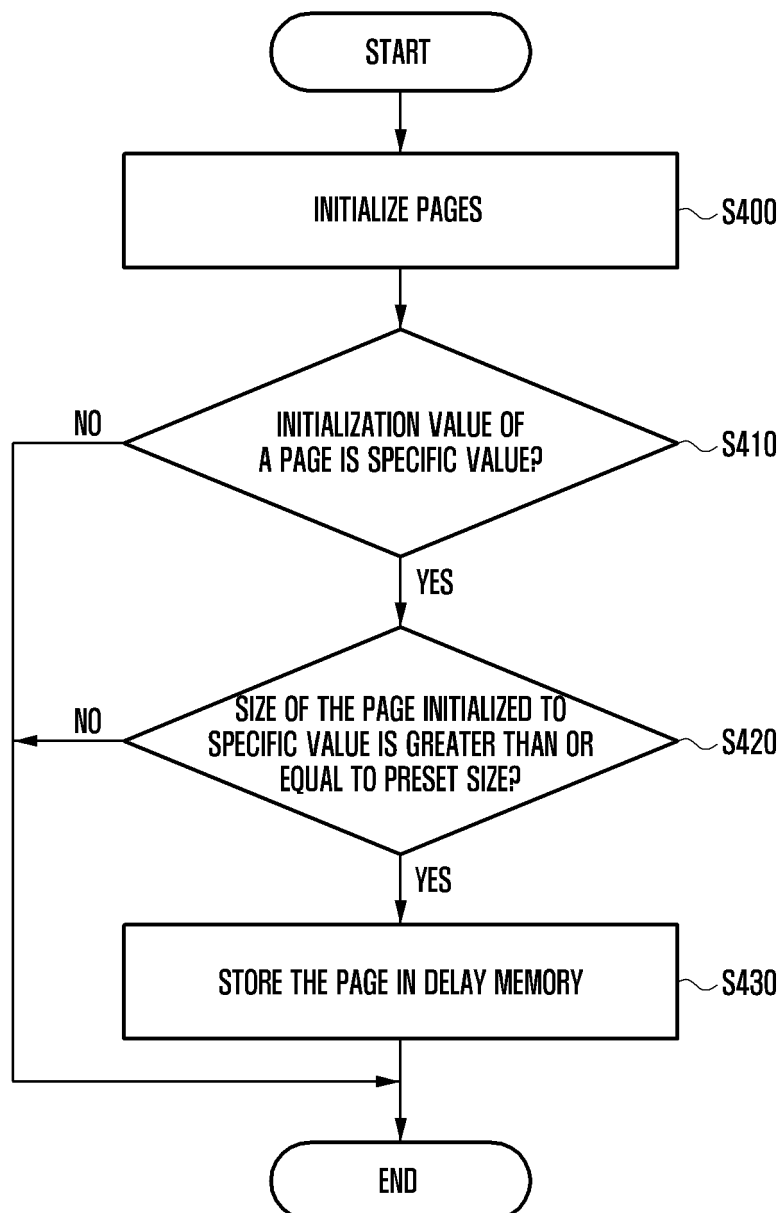 START
INITIALIZE PAGES
S400
INITIALIZATION VALUE OF
A PAGE IS SPECIFIC VALUE?
S410
NO
YES
SIZE OF THE PAGE INITIALIZED TO
SPECIFIC VALUE IS GREATER THAN OR
EQUAL TO PRESET SIZE?
S420
NO
YES
STORE THE PAGE IN DELAY MEMORY
S430
END